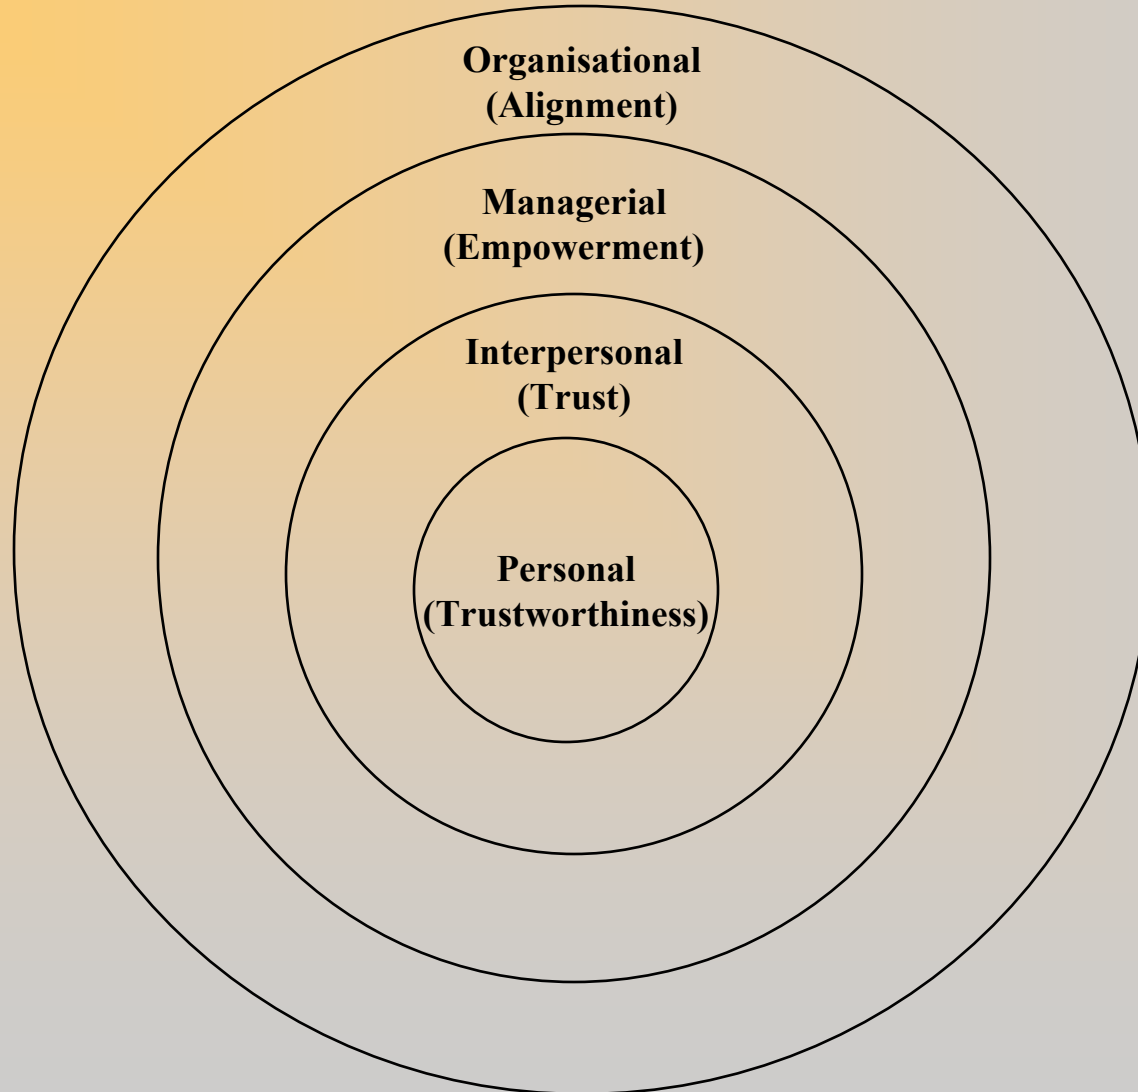 Organisational
(Alignment)
Managerial
(Empowerment)
Interpersonal
(Trust)
Personal
(Trustworthiness)